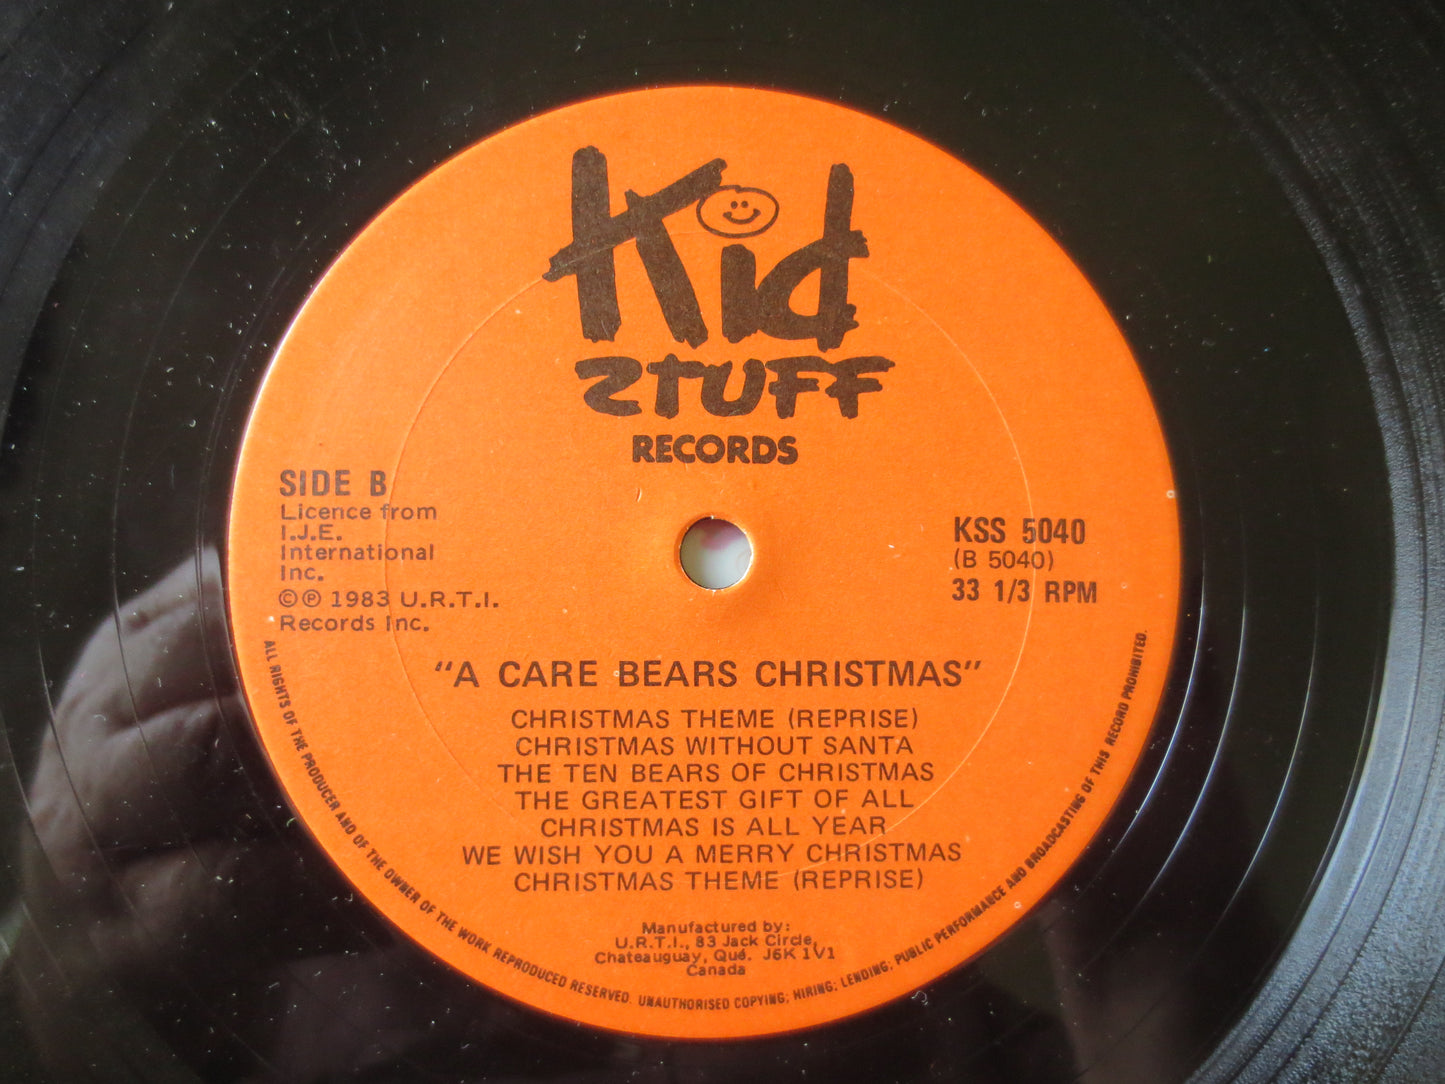 Kid
STUFF
RECORDS
SIDE B
Licence from
I.J.E.
International
Inc.
©℗ 1983 U.R.T.I.
Records Inc.
KSS 5040
(B 5040)
33 1/3 RPM
"A CARE BEARS CHRISTMAS"
CHRISTMAS THEME (REPRISE)
CHRISTMAS WITHOUT SANTA
THE TEN BEARS OF CHRISTMAS
THE GREATEST GIFT OF ALL
CHRISTMAS IS ALL YEAR
WE WISH YOU A MERRY CHRISTMAS
CHRISTMAS THEME (REPRISE)
Manufactured by:
U.R.T.I., 83 Jack Circle,
Chateauguay, Qué. J6K 1V1
Canada
ALL RIGHTS OF THE PRODUCER AND OF THE OWNER OF THE WORK REPRODUCED RESERVED. UNAUTHORISED COPYING; HIRING; LENDING; PUBLIC PERFORMANCE AND BROADCASTING OF THIS RECORD PROHIBITED.